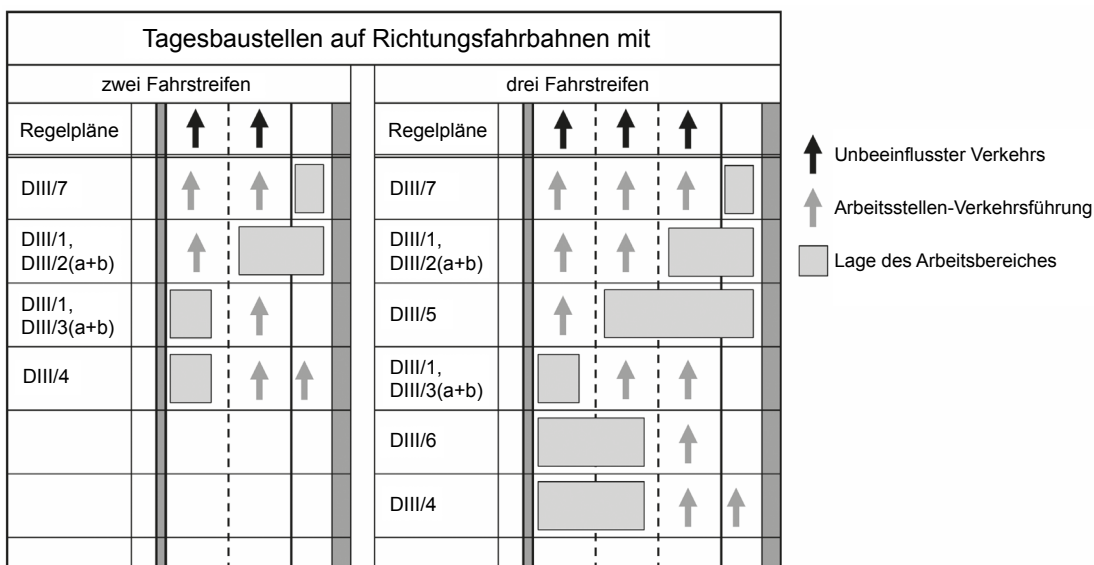 Tagesbaustellen auf Richtungsfahrbahnen mit
zwei Fahrstreifen
Regelpläne
DIII/7
DIII/1,
DIII/2(a+b)
DIII/1,
DIII/3(a+b)
DIII/4
drei Fahrstreifen
Regelpläne
DIII/7
DIII/1,
DIII/2(a+b)
DIII/5
DIII/1,
DIII/3(a+b)
DIII/6
DIII/4
Unbeeinflusster Verkehrs
Arbeitsstellen-Verkehrsführung
Lage des Arbeitsbereiches